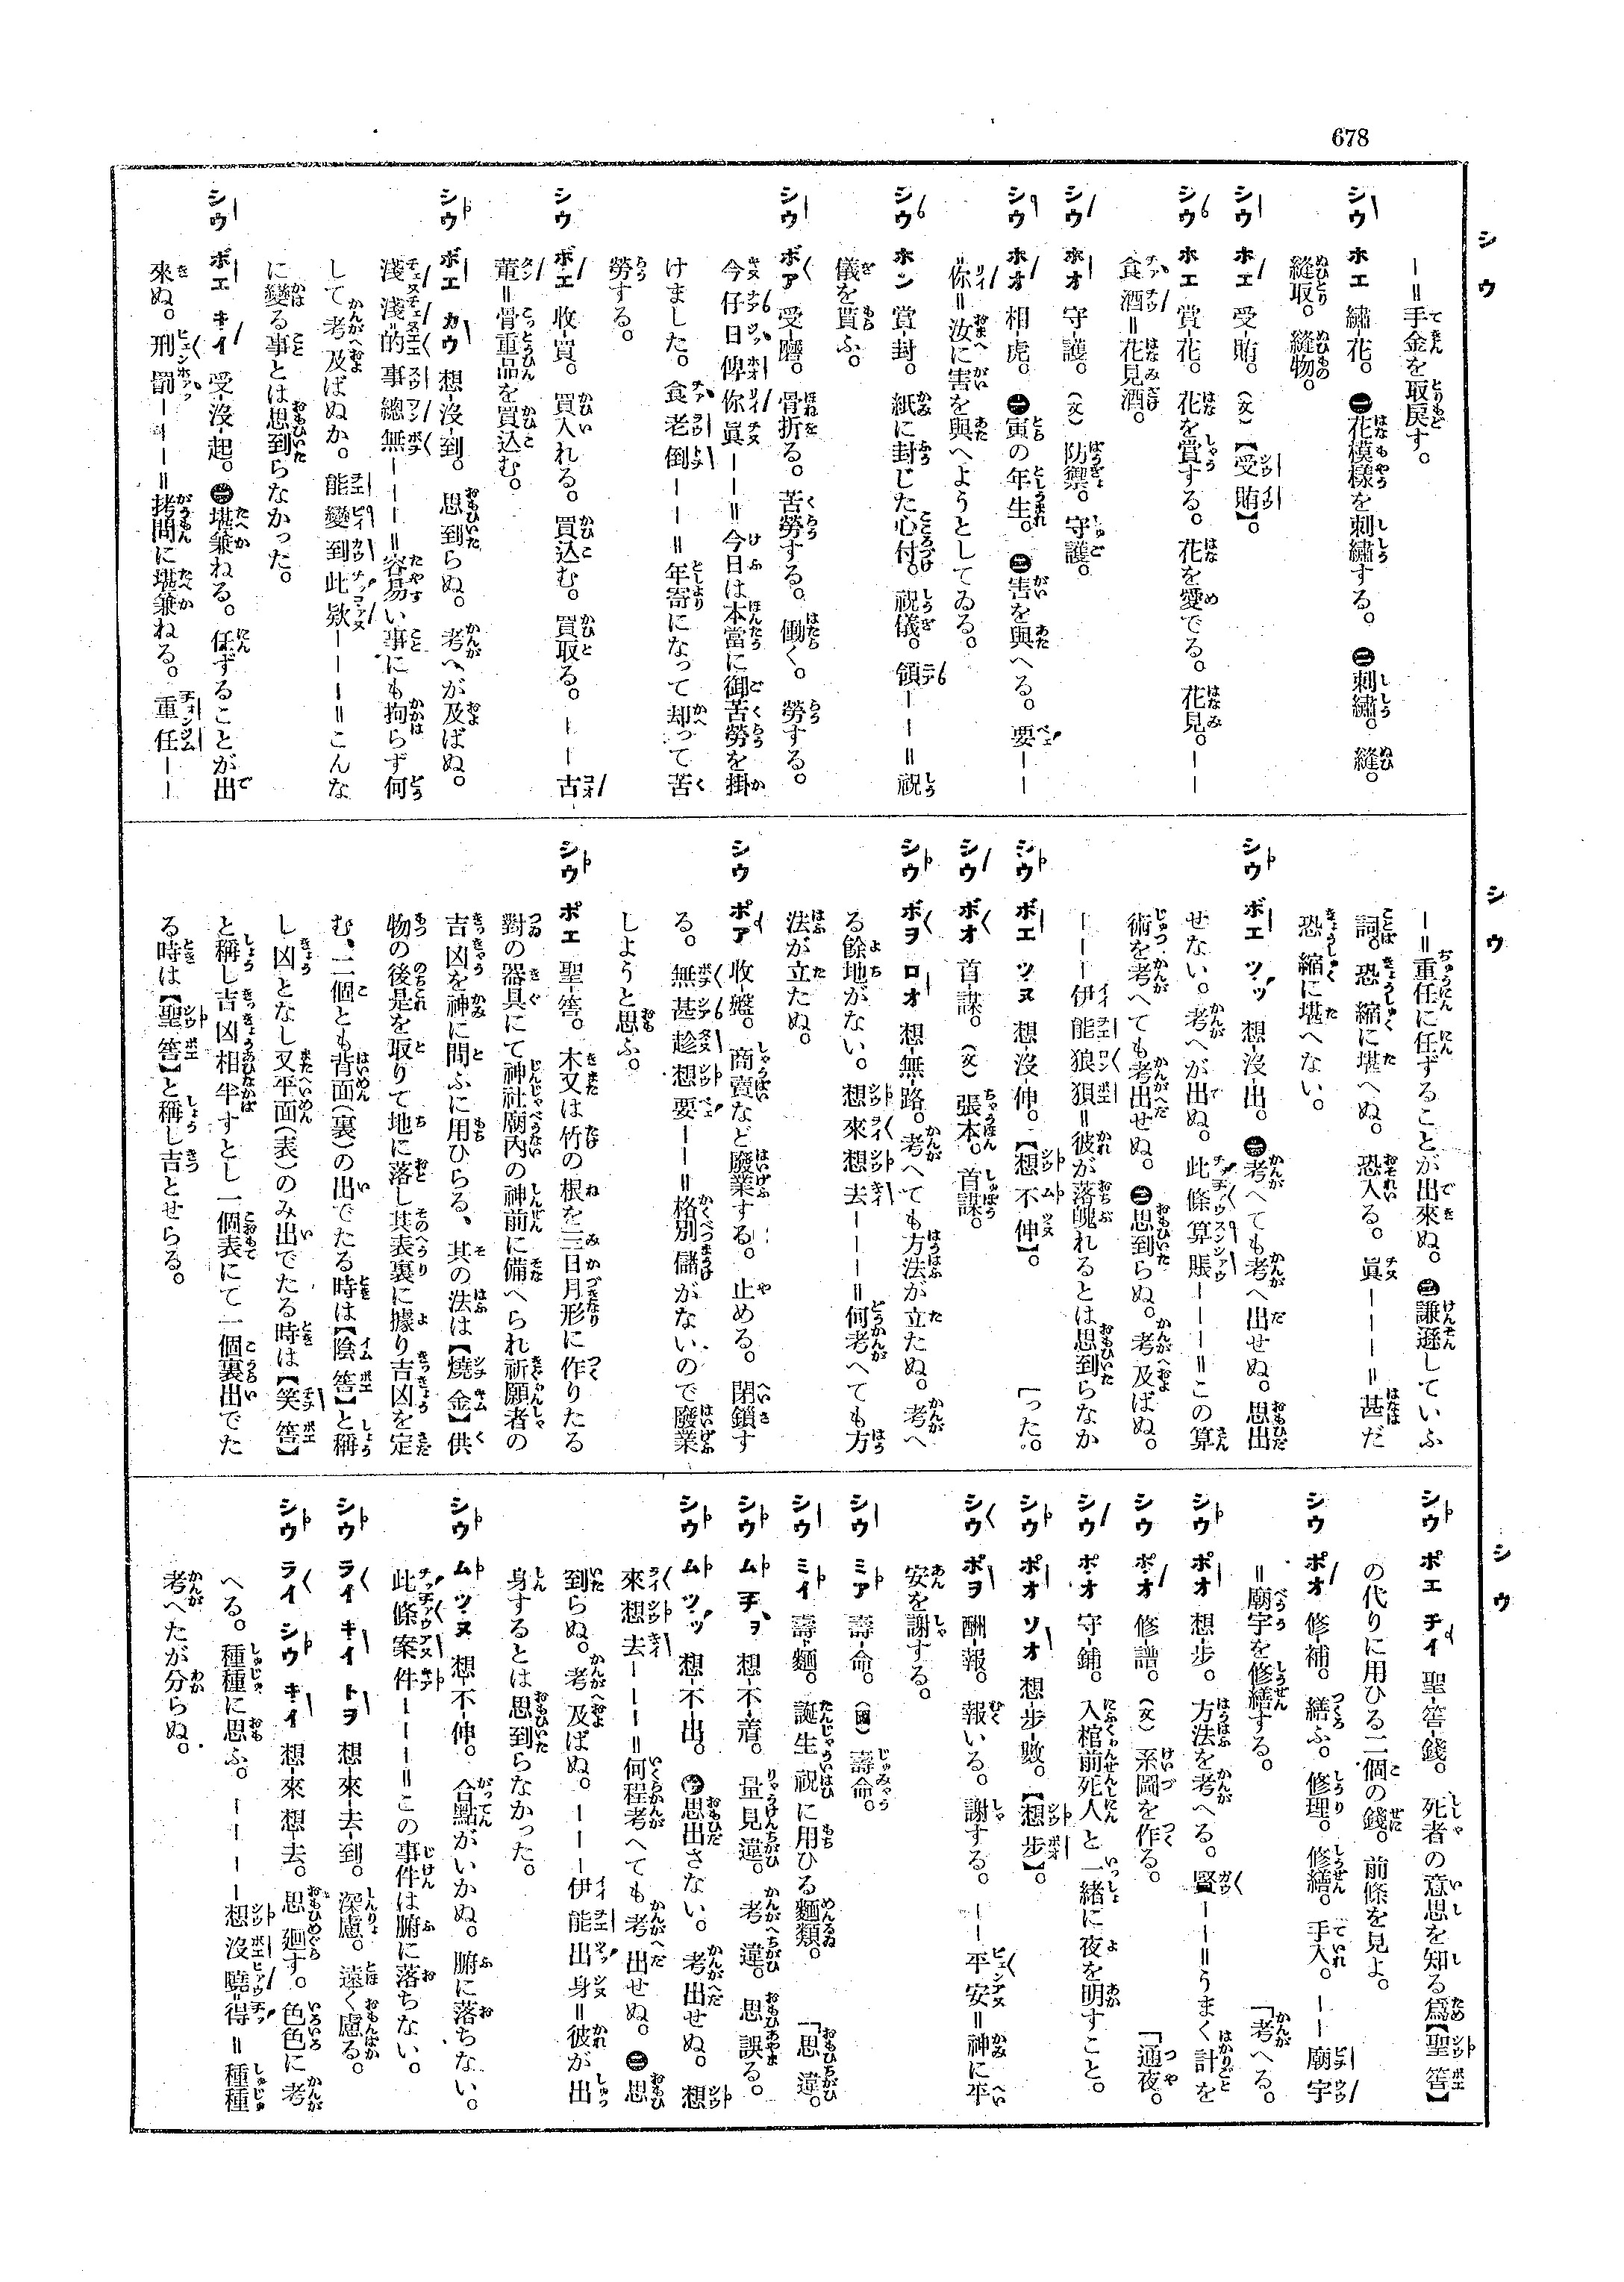 678
シウ
——＝手金を取戾す。
シウ ホエ 繡-花。㊀花模樣を刺繡する。㊁刺繡。縫。
縫取。縫物。
シウ ホエ 受-賄。（文）【受賄】。
シウ ホエ 賞-花。花を賞する。花を愛でる。花見。——
食酒＝花見酒。
シウ ホオ 守-護。（文）防禦。守護。
シウ ホオ 相-虎。㊀寅の年生。㊁害を與へる。要——
你＝汝に害を與へようとしてゐる。
シウ ホン 賞-封。紙に封じた心付。祝儀。領——＝祝
儀を貰ふ。
シウ ボア 受-磨。骨折る。苦勞する。働く。勞する。
今仔日俾你眞——＝今日は本當に御苦勞を掛
けました。食老倒———＝年寄になって却って苦
勞する。
シウ ボエ 收-買。買入れる。買込む。買取る。——古
董＝骨重品を買込む。
シウ ボエ カウ 想-沒-到。思到らぬ。考へが及ばぬ。
淺淺的事總無———＝容易い事にも拘らず何
して考及ばぬか。能變到此欵———＝こんな
に變る事とは思到らなかった。
シウ ボエ キイ 受-沒-起。㊀堪兼ねる。任ずることが出
來ぬ。刑罰———＝拷問に堪兼ねる。重任——
シウ
—＝重任に任ずることが出來ぬ。㊁謙遜していふ
詞。恐縮に堪へぬ。恐入る。眞———＝甚だ
恐縮に堪へない。
シウ ボエ ツッ 想-沒-出。㊀考へても考へ出せぬ。思出
せない。考へが出ぬ。此條算賬———＝この算
術を考へても考出せぬ。㊁思到らぬ。考及ばぬ。
———伊能狼狽＝彼が落魄れるとは思到らなか
「った。
シウ ボエ ツヌ 想-沒-伸。【想不伸】。
シウ ボオ 首-謀。（文）張本。首謀。
シウ ボヲ ロオ 想-無-路。考へても方法が立たぬ。考へ
る餘地がない。想來想去———＝何考へても方
法が立たぬ。
シウ ポア 收-盤。商賣など廢業する。止める。閉鎖す
る。無甚趁想要——＝格別儲がないので廢業
しようと思ふ。
シウ ポエ 聖-筶。木又は竹の根を三日月形に作りたる
對の器具にて神社廟內の神前に備へられ祈願者の
吉凶を神に問ふに用ひらる、其の法は【燒金】供
物の後是を取りて地に落し其表裏に據り吉凶を定
む、二個とも背面（裏）の出でたる時は【陰筶】と稱
し凶となし又平面（表）のみ出でたる時は【笑筶】
と稱し吉凶相半すとし一個表にて一個裏出でた
る時は【聖筶】と稱し吉とせらる。
シウ
シウ ポエ チイ 聖-筶-錢。死者の意思を知る爲【聖筶】
の代りに用ひる二個の錢。前條を見よ。
シウ ポオ 修-補。繕ふ。修理。修繕。手入。——廟宇
＝廟宇を修繕する。
「考へる。
シウ ポオ 想-步。方法を考へる。賢——＝うまく計を
シウ ポオ 修-譜。（文）系圖を作る。
「通夜。
シウ ポオ 守-鋪。入棺前死人と一緒に夜を明すこと。
シウ ポオ ソオ 想-步-數。【想步】。
シウ ポヲ 酬-報。報いる。謝する。——平安＝神に平
安を謝する。
シウ ミア 壽-命。（國）壽命。
シウ ミイ 壽-麵。誕生祝に用ひる麵類。
「思違。
シウ ム チヲ 想-不-着。量見違。考違。思誤る。
シウ ム ツッ 想-不-出。㊀思出さない。考出せぬ。想
來想去———＝何程考へても考出せぬ。㊁思
到らぬ。考及ばぬ。———伊能出身＝彼が出
身するとは思到らなかった。
シウ ム ツヌ 想-不-伸。合點がいかぬ。腑に落ちない。
此條案件———＝この事件は腑に落ちない。
シウ ライ キイ トヲ 想-來-去-到。深慮。遠く慮る。
シウ ライ シウ キイ 想-來 想-去。思廻す。色色に考
へる。種種に思ふ。————想沒曉得＝種種
考へたが分らぬ。